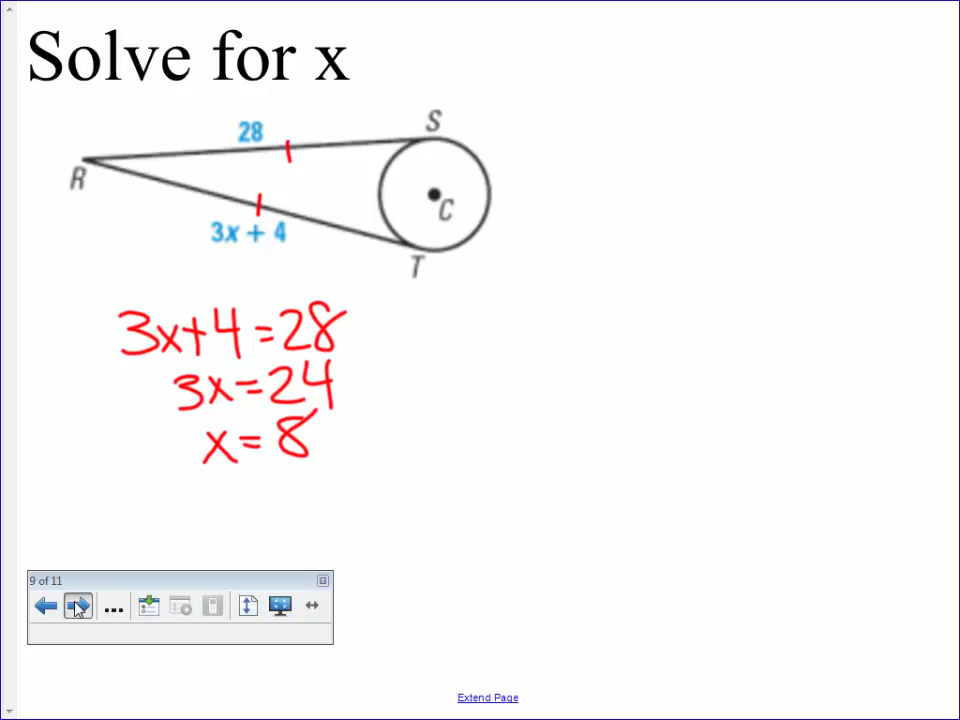 Solve for x
S
28
R
C
3x + 4
T
3x+4=28
3x=24
x=8
9 of 11
Extend Page